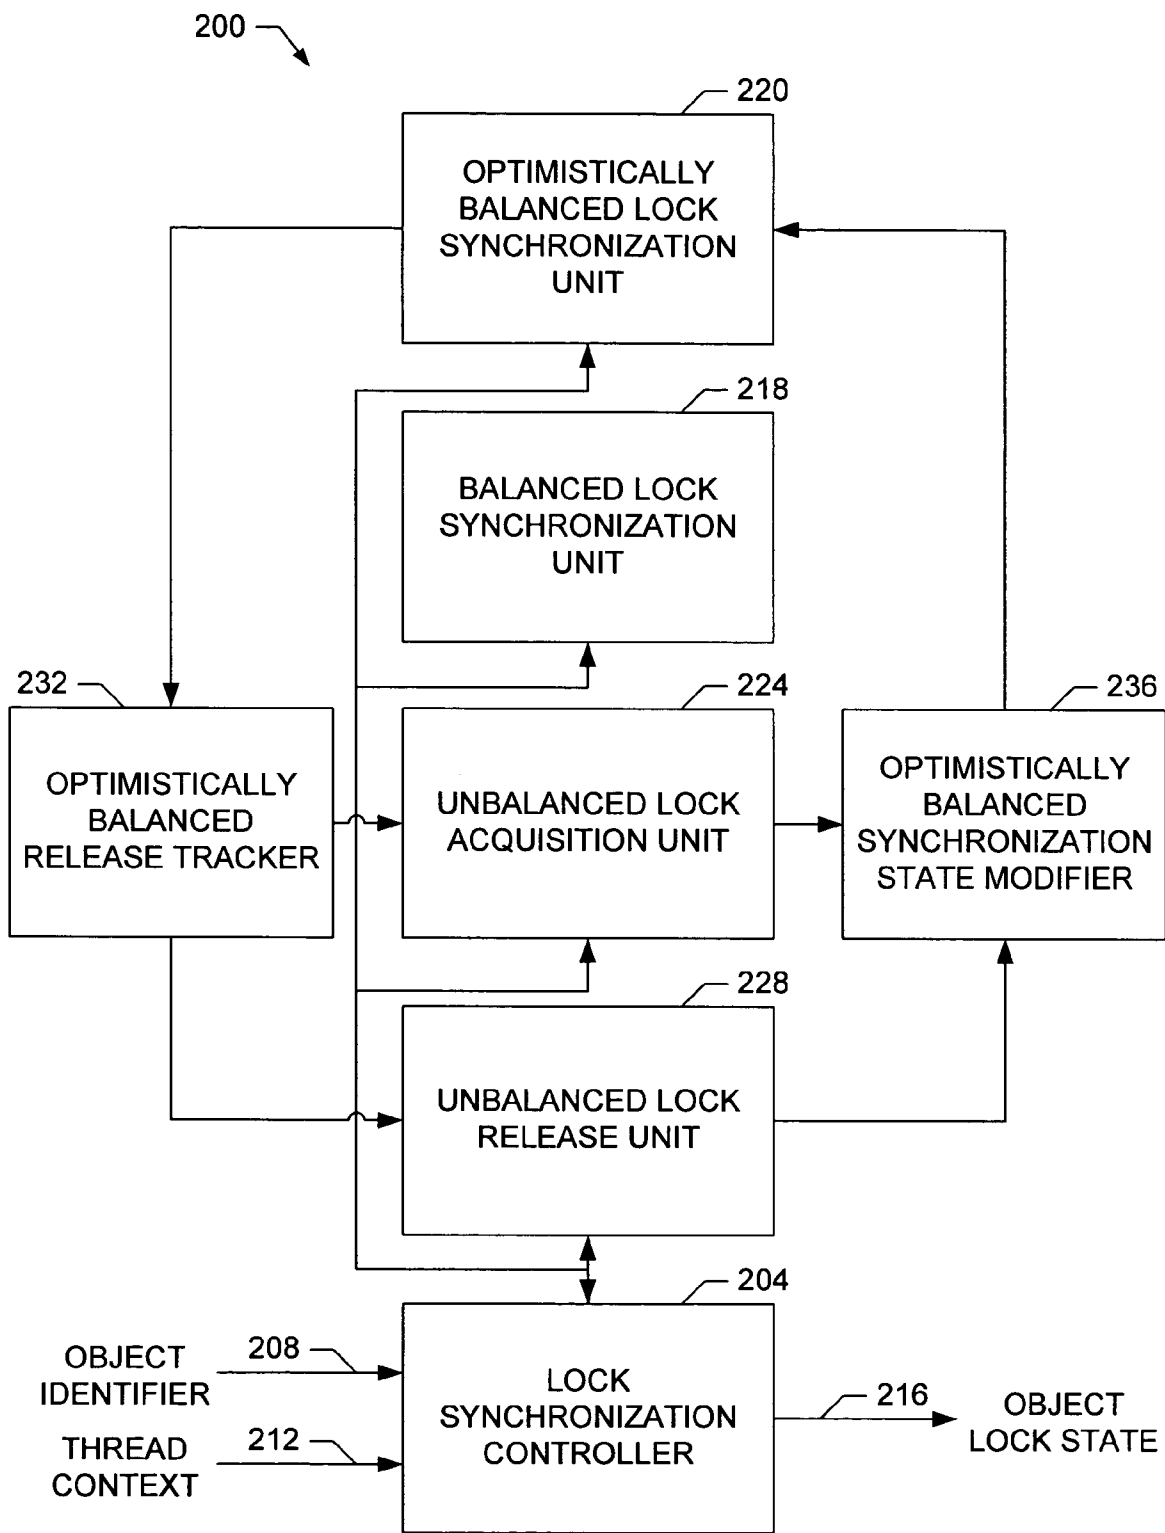 200
220
OPTIMISTICALLY
BALANCED LOCK
SYNCHRONIZATION
UNIT
218
BALANCED LOCK
SYNCHRONIZATION
UNIT
232
OPTIMISTICALLY
BALANCED
RELEASE TRACKER
224
UNBALANCED LOCK
ACQUISITION UNIT
236
OPTIMISTICALLY
BALANCED
SYNCHRONIZATION
STATE MODIFIER
228
UNBALANCED LOCK
RELEASE UNIT
204
LOCK
SYNCHRONIZATION
CONTROLLER
OBJECT
IDENTIFIER
208
THREAD
CONTEXT
212
216
OBJECT
LOCK STATE